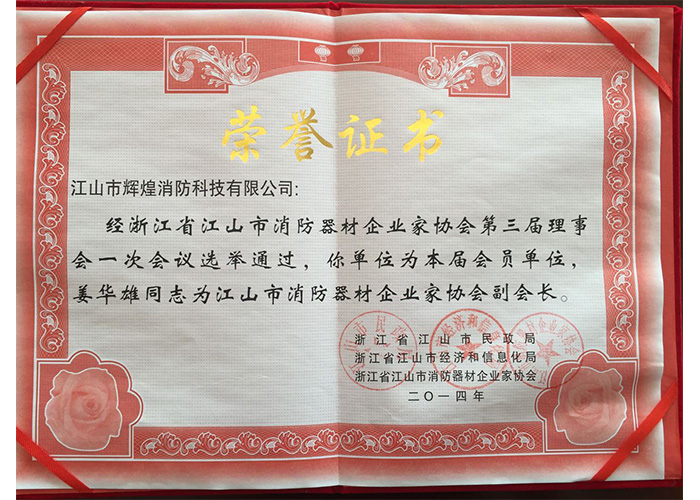 荣誉证书
江山市辉煌消防科技有限公司:
经浙江省江山市消防器材企业家协会第三届理事
会一次会议选举通过，你单位为本届会员单位，
姜华雄同志为江山市消防器材企业家协会副会长。
浙江省江山市民政局
浙江省江山市经济和信息化局
浙江省江山市消防器材企业家协会
二〇一四年